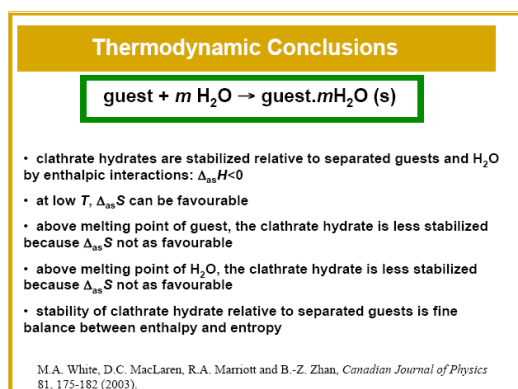 Thermodynamic Conclusions
guest + m H₂O → guest.mH₂O (s)
• clathrate hydrates are stabilized relative to separated guests and H₂O
by enthalpic interactions: ΔₐₛH<0
• at low T, ΔₐₛS can be favourable
• above melting point of guest, the clathrate hydrate is less stabilized
because ΔₐₛS not as favourable
• above melting point of H₂O, the clathrate hydrate is less stabilized
because ΔₐₛS not as favourable
• stability of clathrate hydrate relative to separated guests is fine
balance between enthalpy and entropy
M.A. White, D.C. MacLaren, R.A. Marriott and B.-Z. Zhan, Canadian Journal of Physics
81, 175-182 (2003).